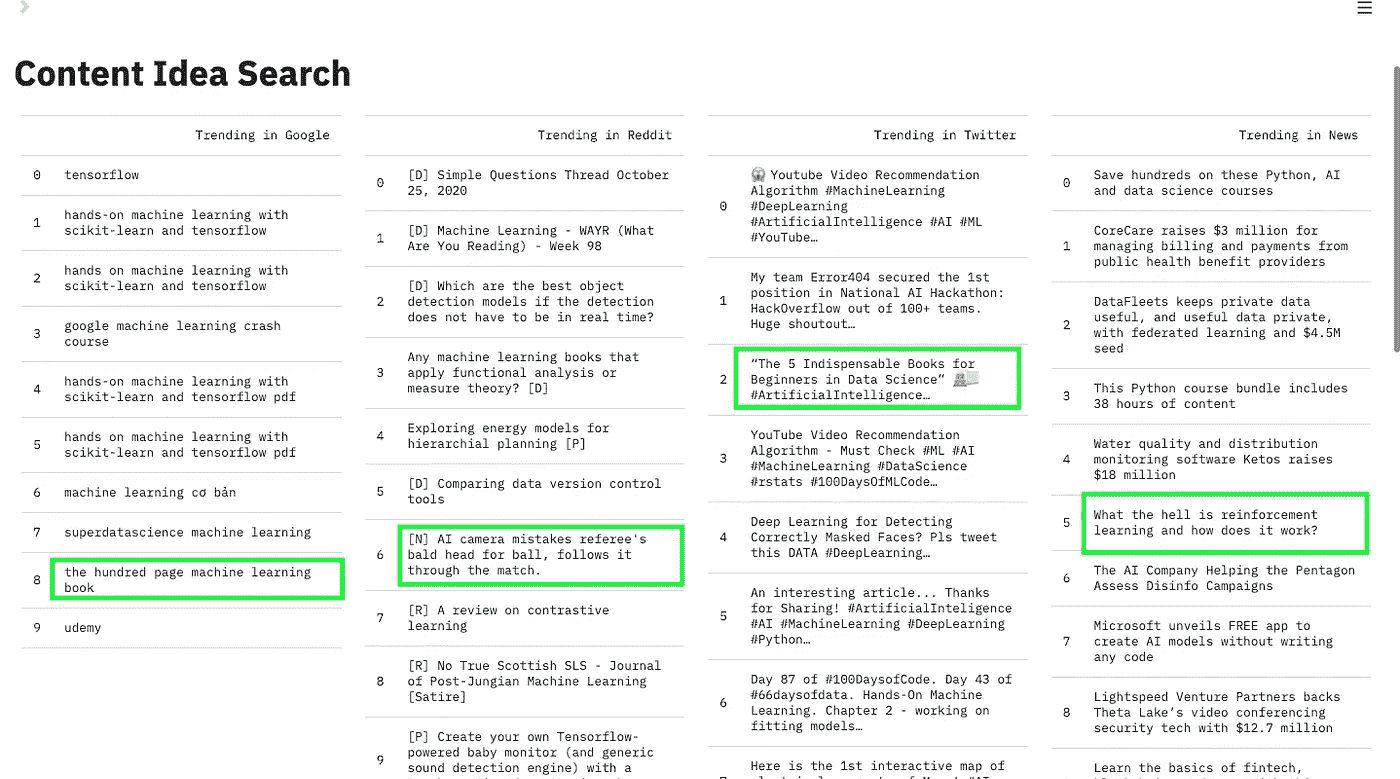 Content Idea Search
Trending in Google
0 tensorflow
1 hands-on machine learning with
scikit-learn and tensorflow
2 hands on machine learning with
scikit-learn and tensorflow
3 google machine learning crash
course
4 hands-on machine learning with
scikit-learn and tensorflow pdf
5 hands on machine learning with
scikit-learn and tensorflow pdf
6 machine learning cơ bản
7 superdatascience machine learning
8 the hundred page machine learning
book
9 udemy
Trending in Reddit
0 [D] Simple Questions Thread October
25, 2020
1 [D] Machine Learning - WAYR (What
Are You Reading) - Week 98
2 [D] Which are the best object
detection models if the detection
does not have to be in real time?
3 Any machine learning books that
apply functional analysis or
measure theory? [D]
4 Exploring energy models for
hierarchial planning [P]
5 [D] Comparing data version control
tools
6 [N] AI camera mistakes referee's
bald head for ball, follows it
through the match.
7 [R] A review on contrastive
learning
8 [R] No True Scottish SLS - Journal
of Post-Jungian Machine Learning
[Satire]
9 [P] Create your own Tensorflow-
powered baby monitor (and generic
sound detection engine) with a
Trending in Twitter
0 😱 Youtube Video Recommendation
Algorithm #MachineLearning
#DeepLearning
#ArtificialIntelligence #AI #ML
#YouTube…
1 My team Error404 secured the 1st
position in National AI Hackathon:
HackOverflow out of 100+ teams.
Huge shoutout…
2 “The 5 Indispensable Books for
Beginners in Data Science”
#ArtificialIntelligence…
3 YouTube Video Recommendation
Algorithm - Must Check #ML #AI
#MachineLearning #DataScience
#rstats #100DaysOfMLCode…
4 Deep Learning for Detecting
Correctly Masked Faces? Pls tweet
this DATA #DeepLearning…
5 An interesting article... Thanks
for Sharing! #ArtificialInteligence
#AI #MachineLearning #DeepLearning
#Python…
6 Day 87 of #100DaysofCode. Day 43 of
#66daysofdata. Hands-On Machine
Learning. Chapter 2 - working on
fitting models…
Here is the 1st interactive map of
Trending in News
0 Save hundreds on these Python, AI
and data science courses
1 CoreCare raises $3 million for
managing billing and payments from
public health benefit providers
2 DataFleets keeps private data
useful, and useful data private,
with federated learning and $4.5M
seed
3 This Python course bundle includes
38 hours of content
4 Water quality and distribution
monitoring software Ketos raises
$18 million
5 What the hell is reinforcement
learning and how does it work?
6 The AI Company Helping the Pentagon
Assess Disinfo Campaigns
7 Microsoft unveils FREE app to
create AI models without writing
any code
8 Lightspeed Venture Partners backs
Theta Lake’s video conferencing
security tech with $12.7 million
Learn the basics of fintech,